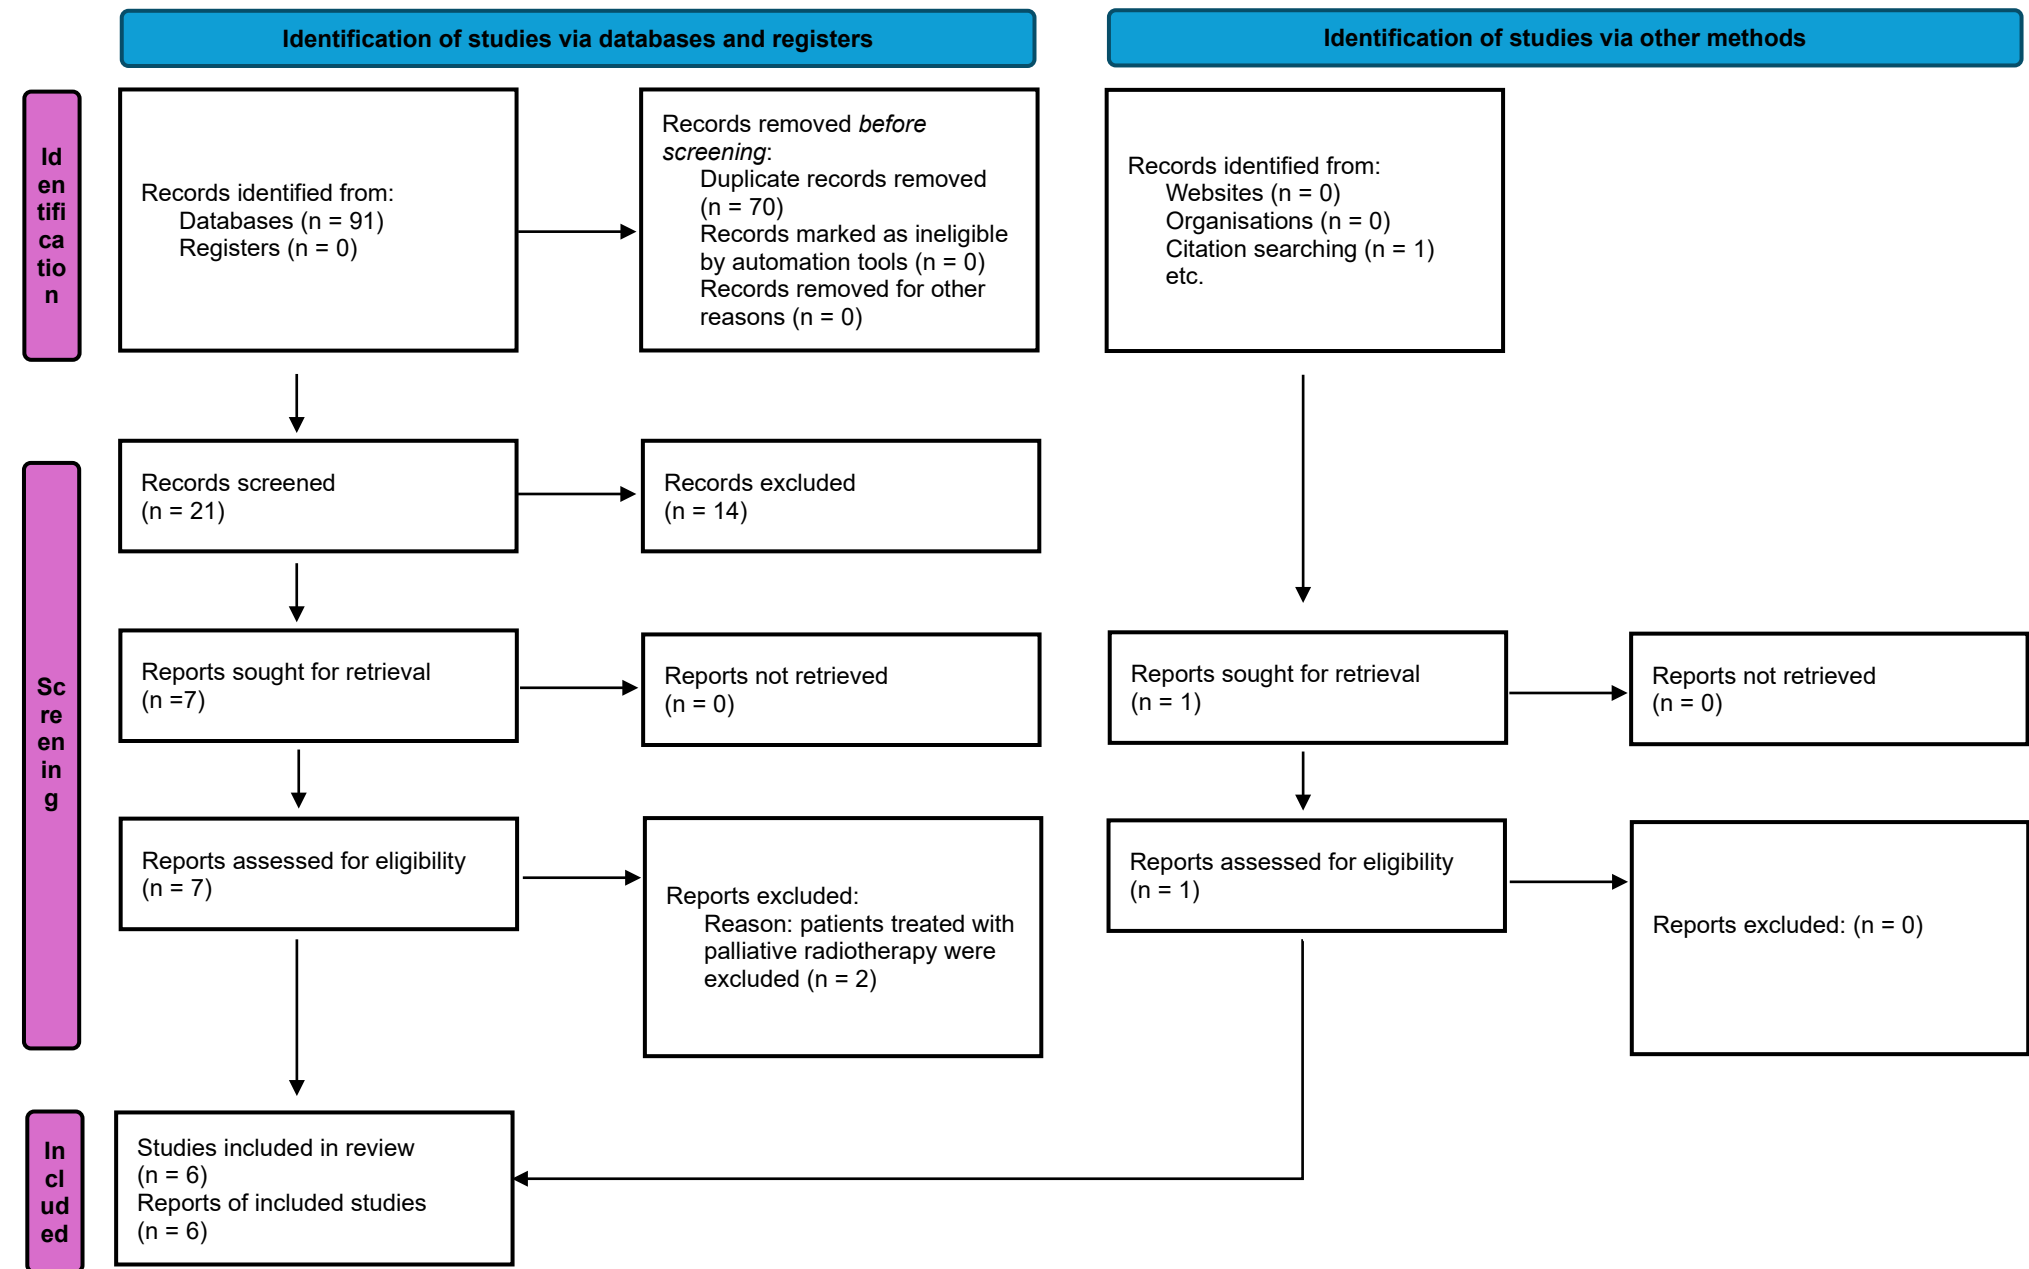 Identification of studies via databases and registers
Identification of studies via other methods
Id
en
tifi
ca
tio
n
Records identified from:
Databases (n = 91)
Registers (n = 0)
Records removed before
screening:
Duplicate records removed
(n = 70)
Records marked as ineligible
by automation tools (n = 0)
Records removed for other
reasons (n = 0)
Records identified from:
Websites (n = 0)
Organisations (n = 0)
Citation searching (n = 1)
etc.
Sc
re
en
in
g
Records screened
(n = 21)
Records excluded
(n = 14)
Reports sought for retrieval
(n =7)
Reports not retrieved
(n = 0)
Reports sought for retrieval
(n = 1)
Reports not retrieved
(n = 0)
Reports assessed for eligibility
(n = 7)
Reports excluded:
Reason: patients treated with
palliative radiotherapy were
excluded (n = 2)
Reports assessed for eligibility
(n = 1)
Reports excluded: (n = 0)
In
cl
ud
ed
Studies included in review
(n = 6)
Reports of included studies
(n = 6)